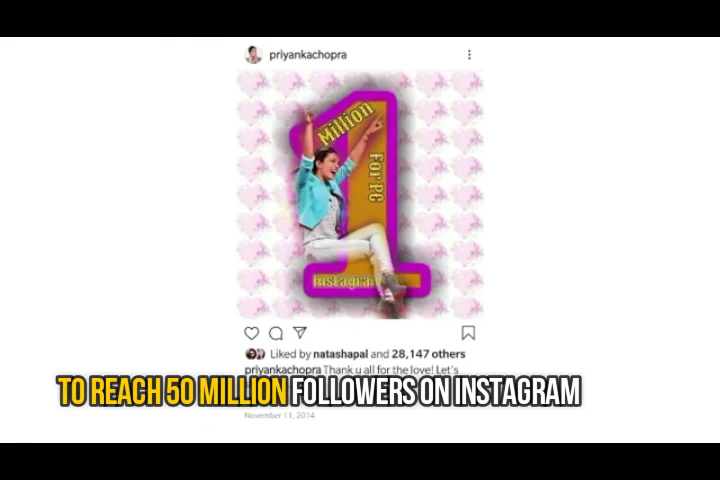 priyankachopra
Million
For PC
Instagram
Liked by natashapal and 28,147 others
priyankachopra Thank u all for the love! Let's
TO REACH 50 MILLION FOLLOWERS ON INSTAGRAM
November 11, 2014